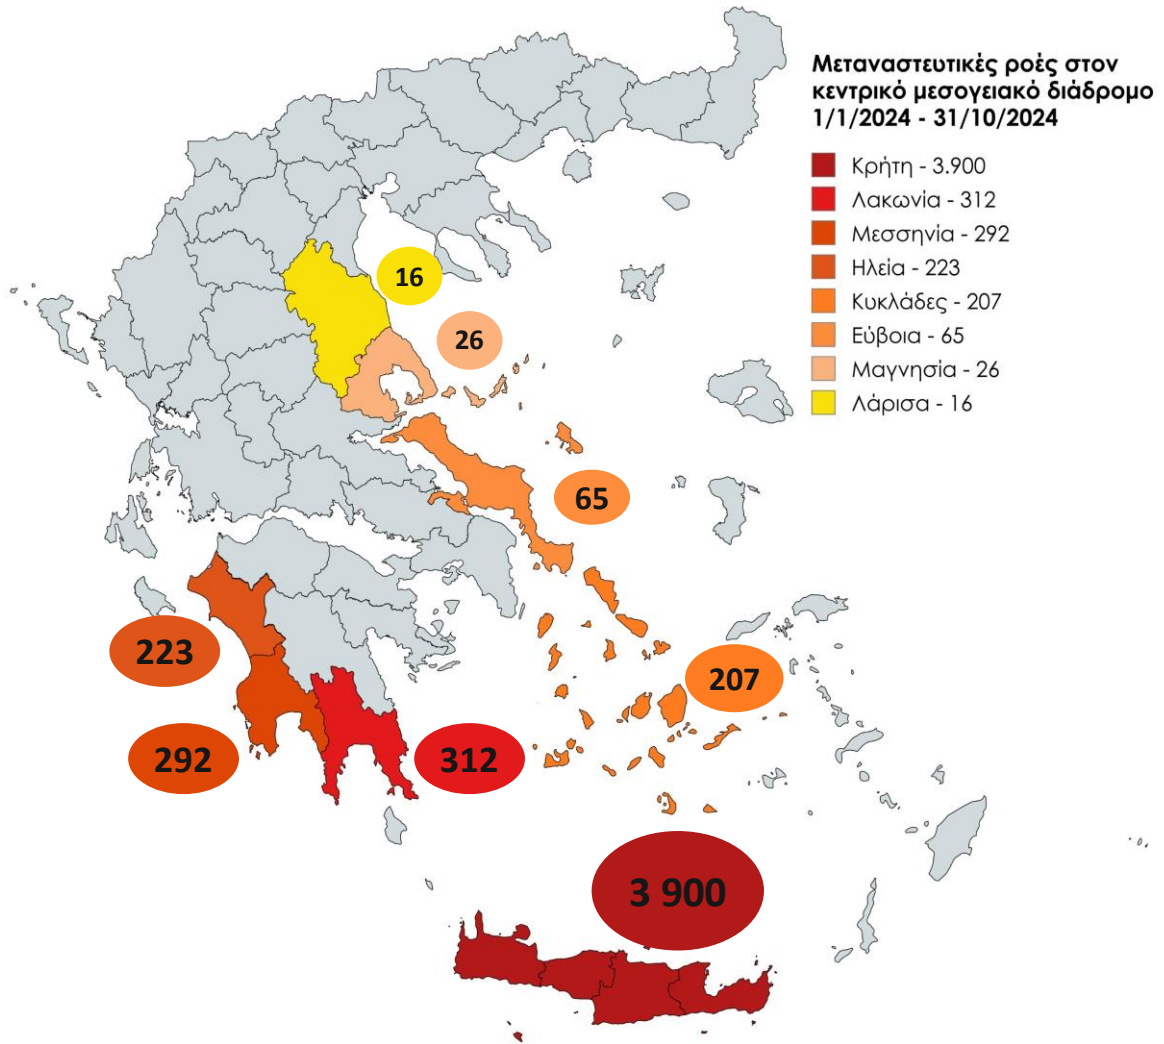 Μεταναστευτικές ροές στον
κεντρικό μεσογειακό διάδρομο
1/1/2024 - 31/10/2024
Κρήτη - 3.900
Λακωνία - 312
Μεσσηνία - 292
Ηλεία - 223
Κυκλάδες - 207
Εύβοια - 65
Μαγνησία - 26
Λάρισα - 16
16
26
65
223
207
292
312
3 900